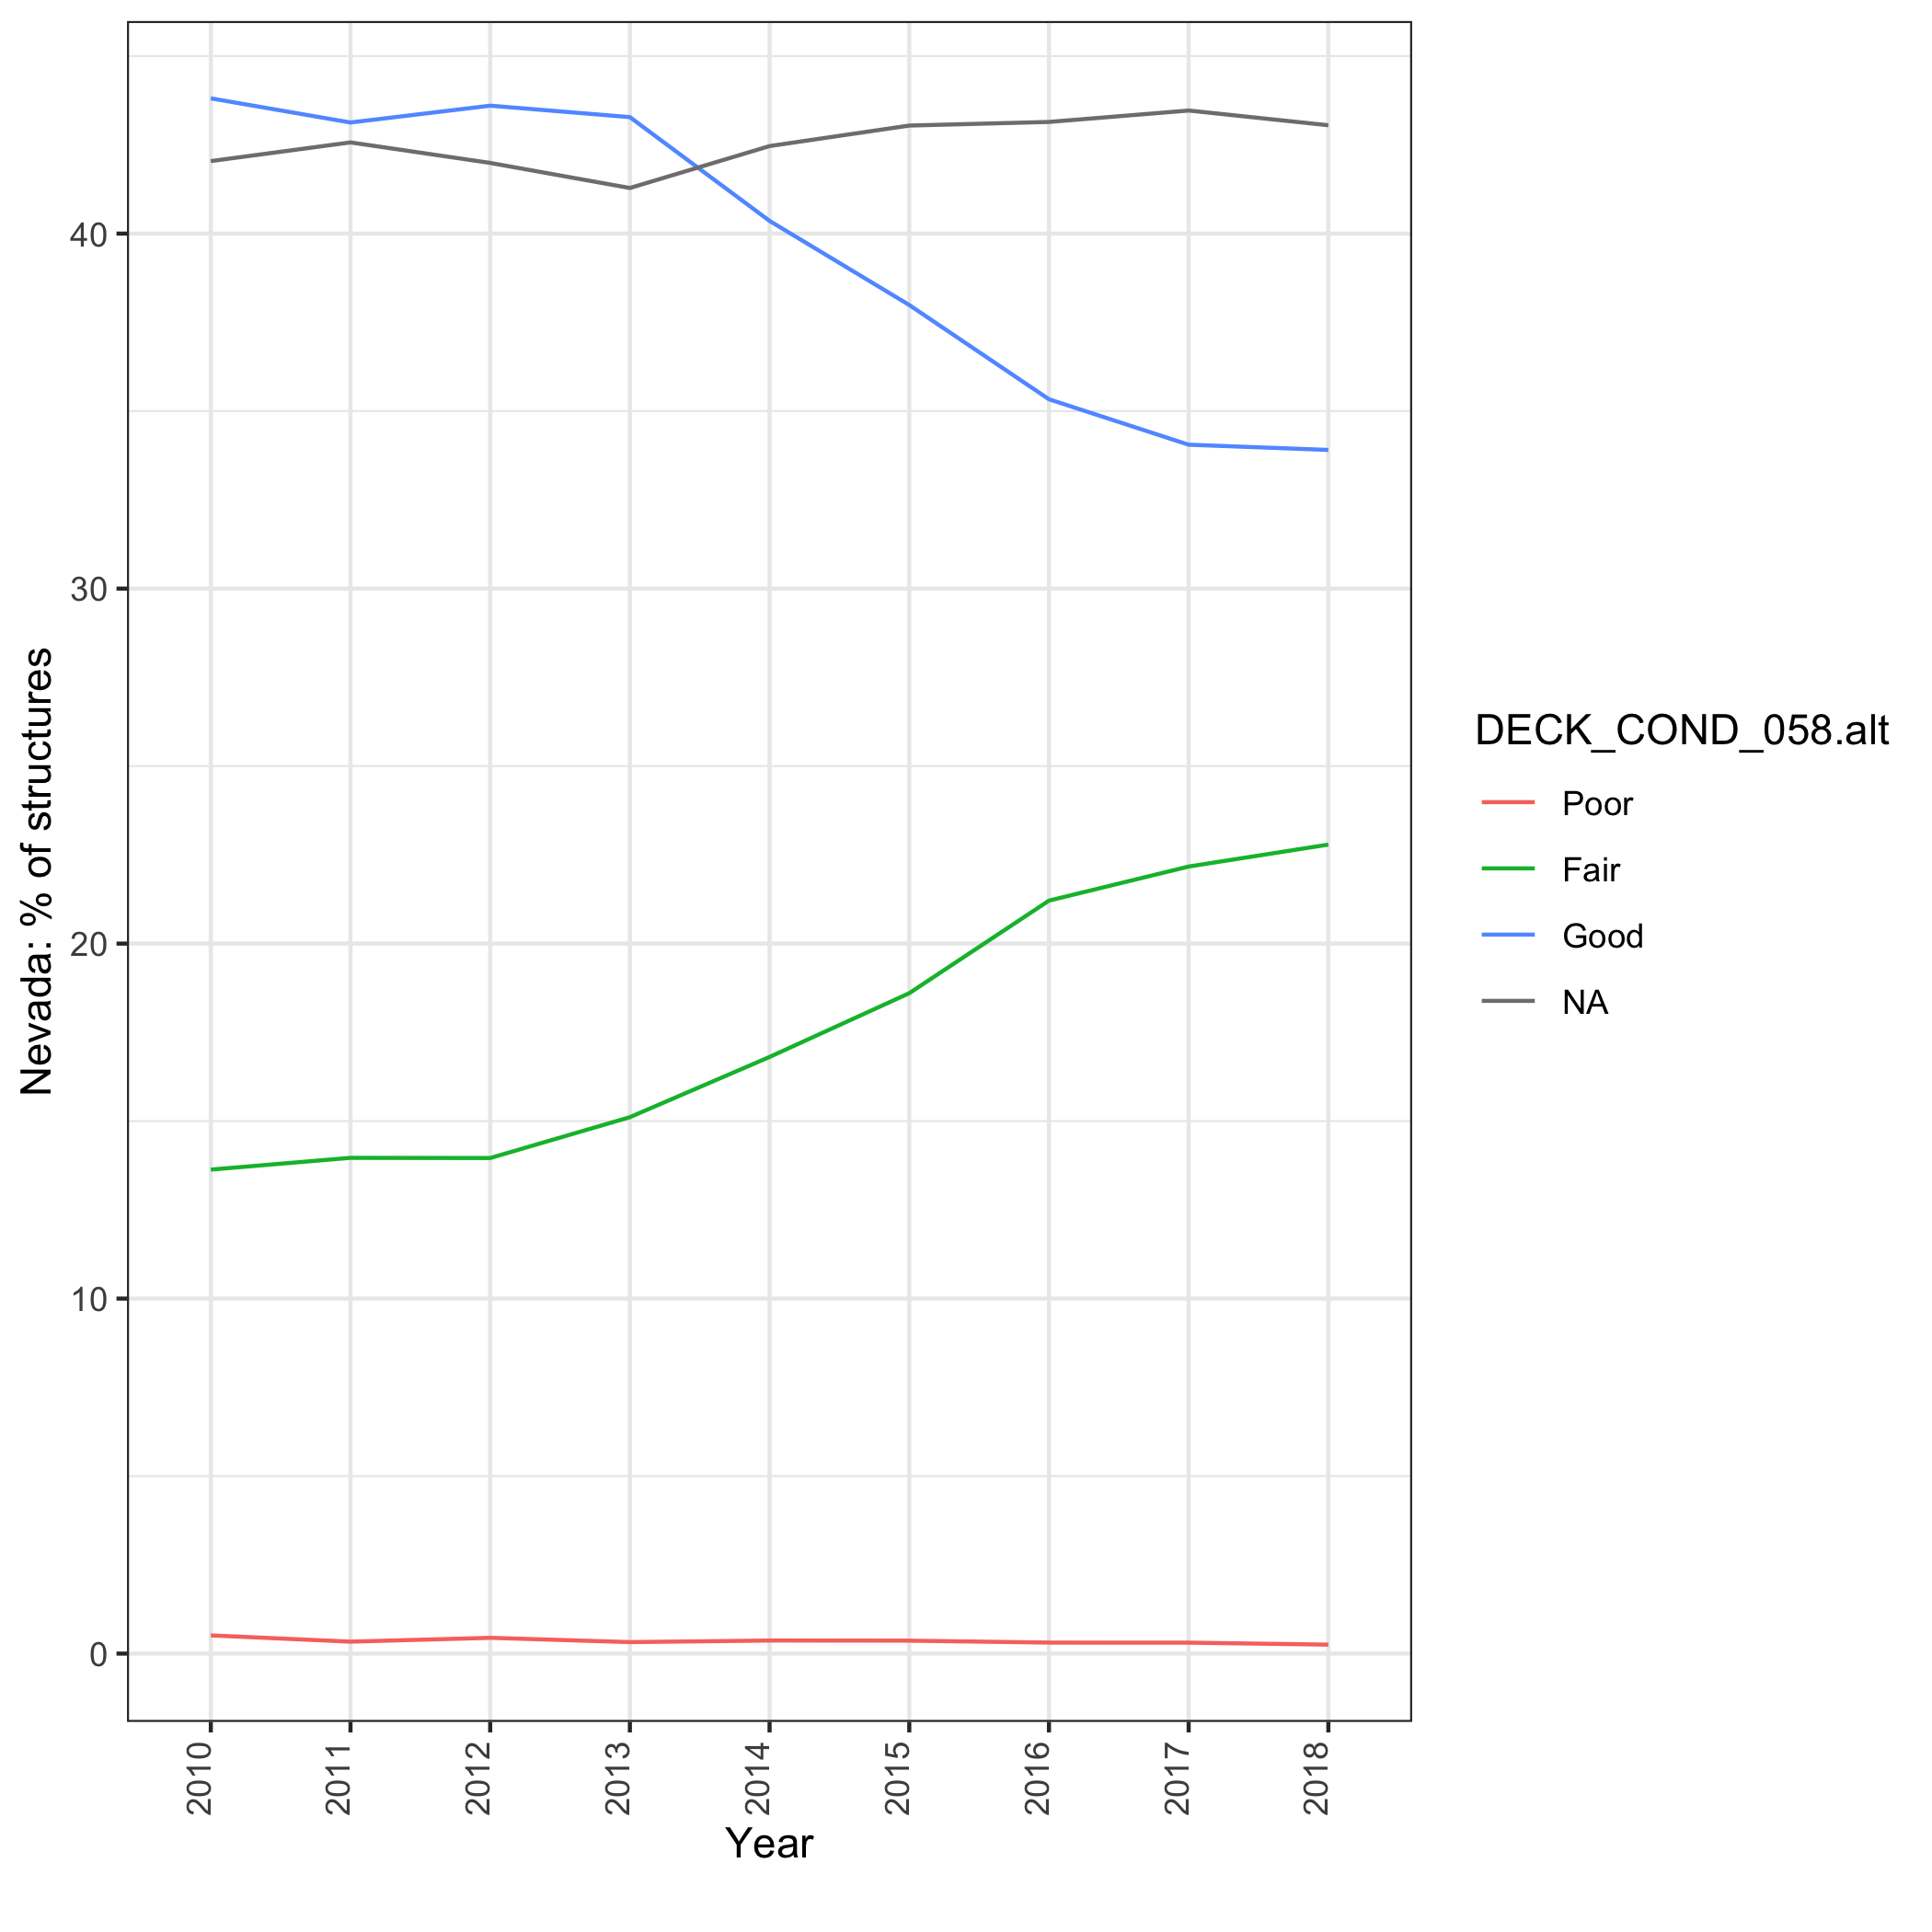 Nevada: % of structures
40
30
20
10
0
2010
2011
2012
2013
2014
2015
2016
2017
2018
Year
DECK_COND_058.alt
Poor
Fair
Good
NA